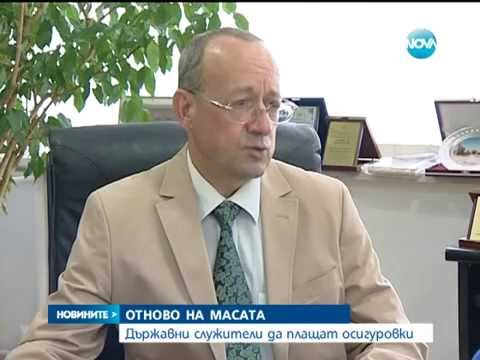 NOVA
НОВИНИТЕ
ОТНОВО НА МАСАТА
Държавни служители да плащат осигуровки